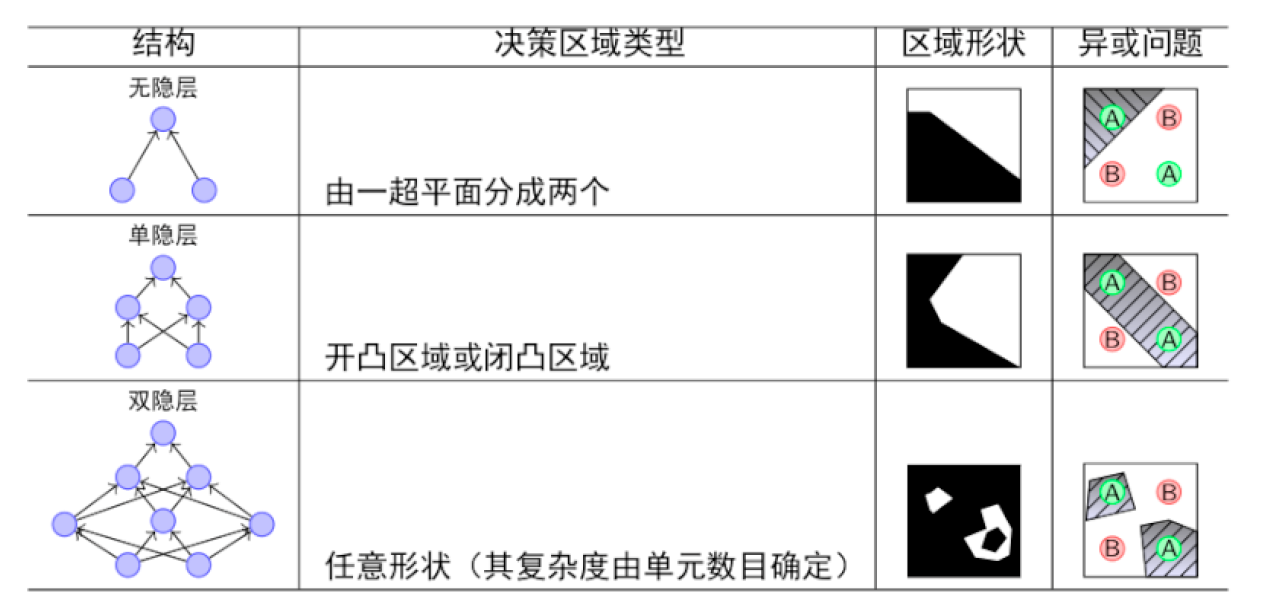 结构 决策区域类型 区域形状 异或问题
无隐层
A B
由一超平面分成两个
B A
单隐层
A B
开凸区域或闭凸区域
B A
双隐层
A B
任意形状（其复杂度由单元数目确定）
B A